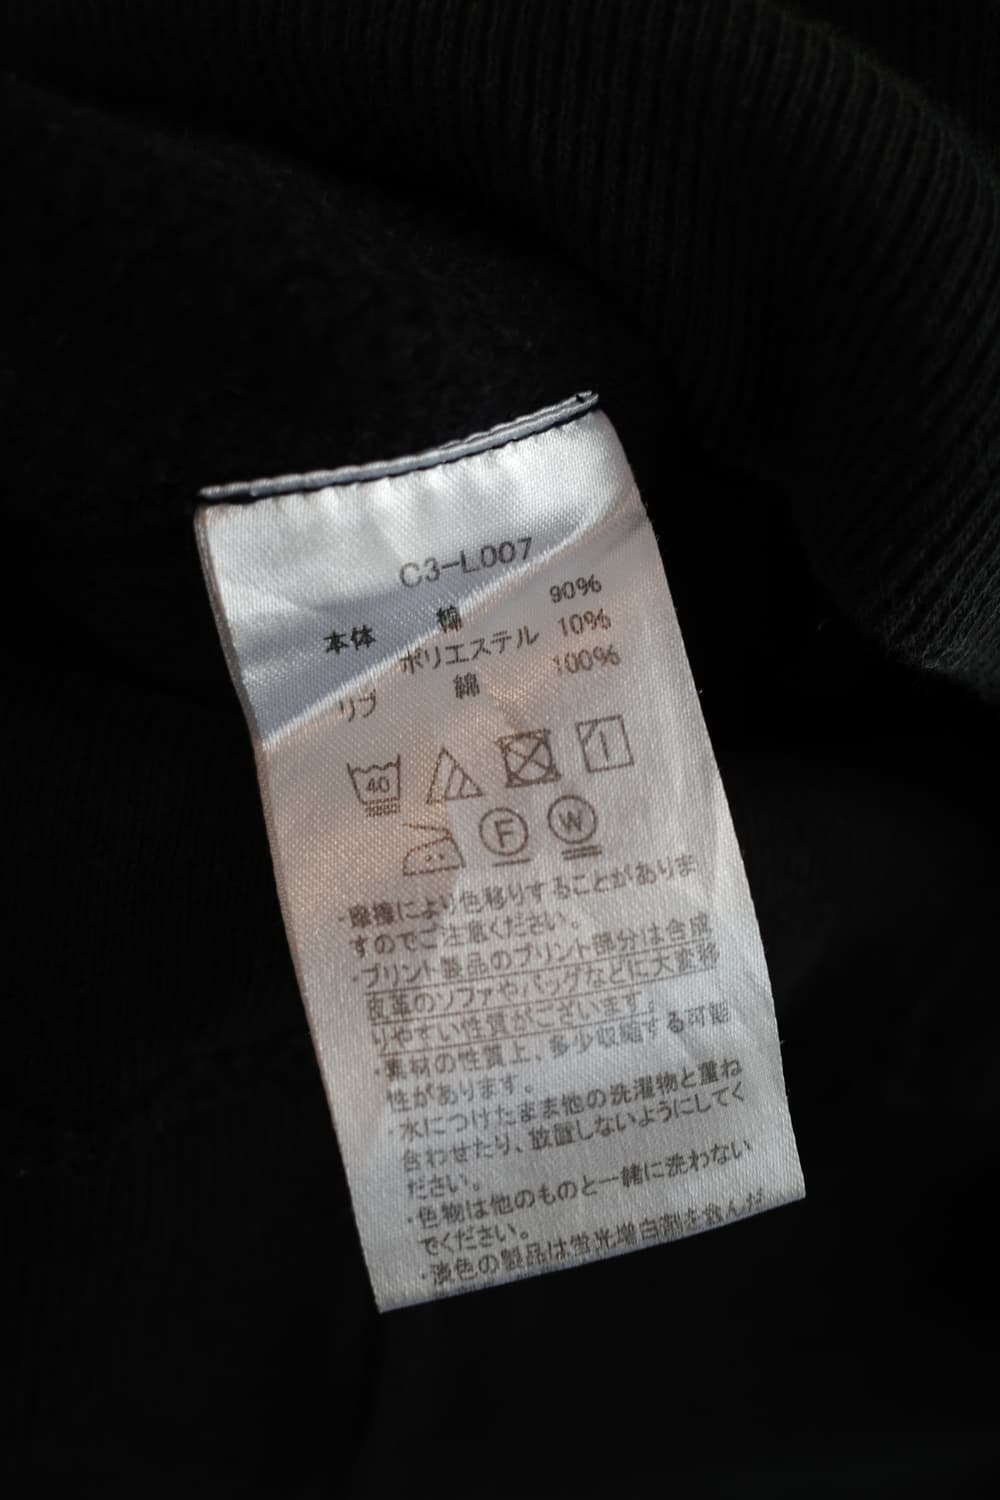 C3-L007
本体 綿 90%
ポリエステル 10%
リブ 綿 100%
40
F W
・摩擦により色移りすることがありま
すのでご注意ください。
・プリント製品のプリント部分は合成
皮革のソファやバッグなどに大変移
りやすい性質がございます。
・素材の性質上、多少収縮する可能
性があります。
・水につけたまま他の洗濯物と重ね
合わせたり、放置しないようにしてく
ださい。
・色物は他のものと一緒に洗わない
でください。
・淡色の製品は蛍光増白剤を含んだ